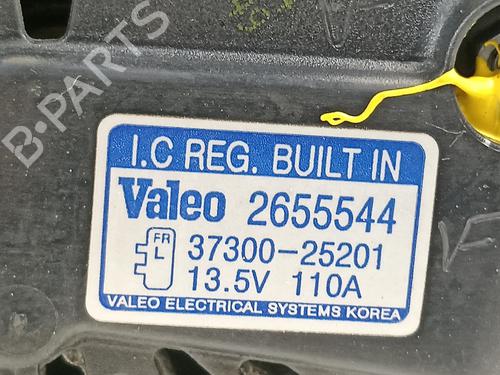 B-PARTS
I.C REG. BUILT IN
Valeo 2655544
FR
L
37300-25201
13.5V 110A
VALEO ELECTRICAL SYSTEMS KOREA